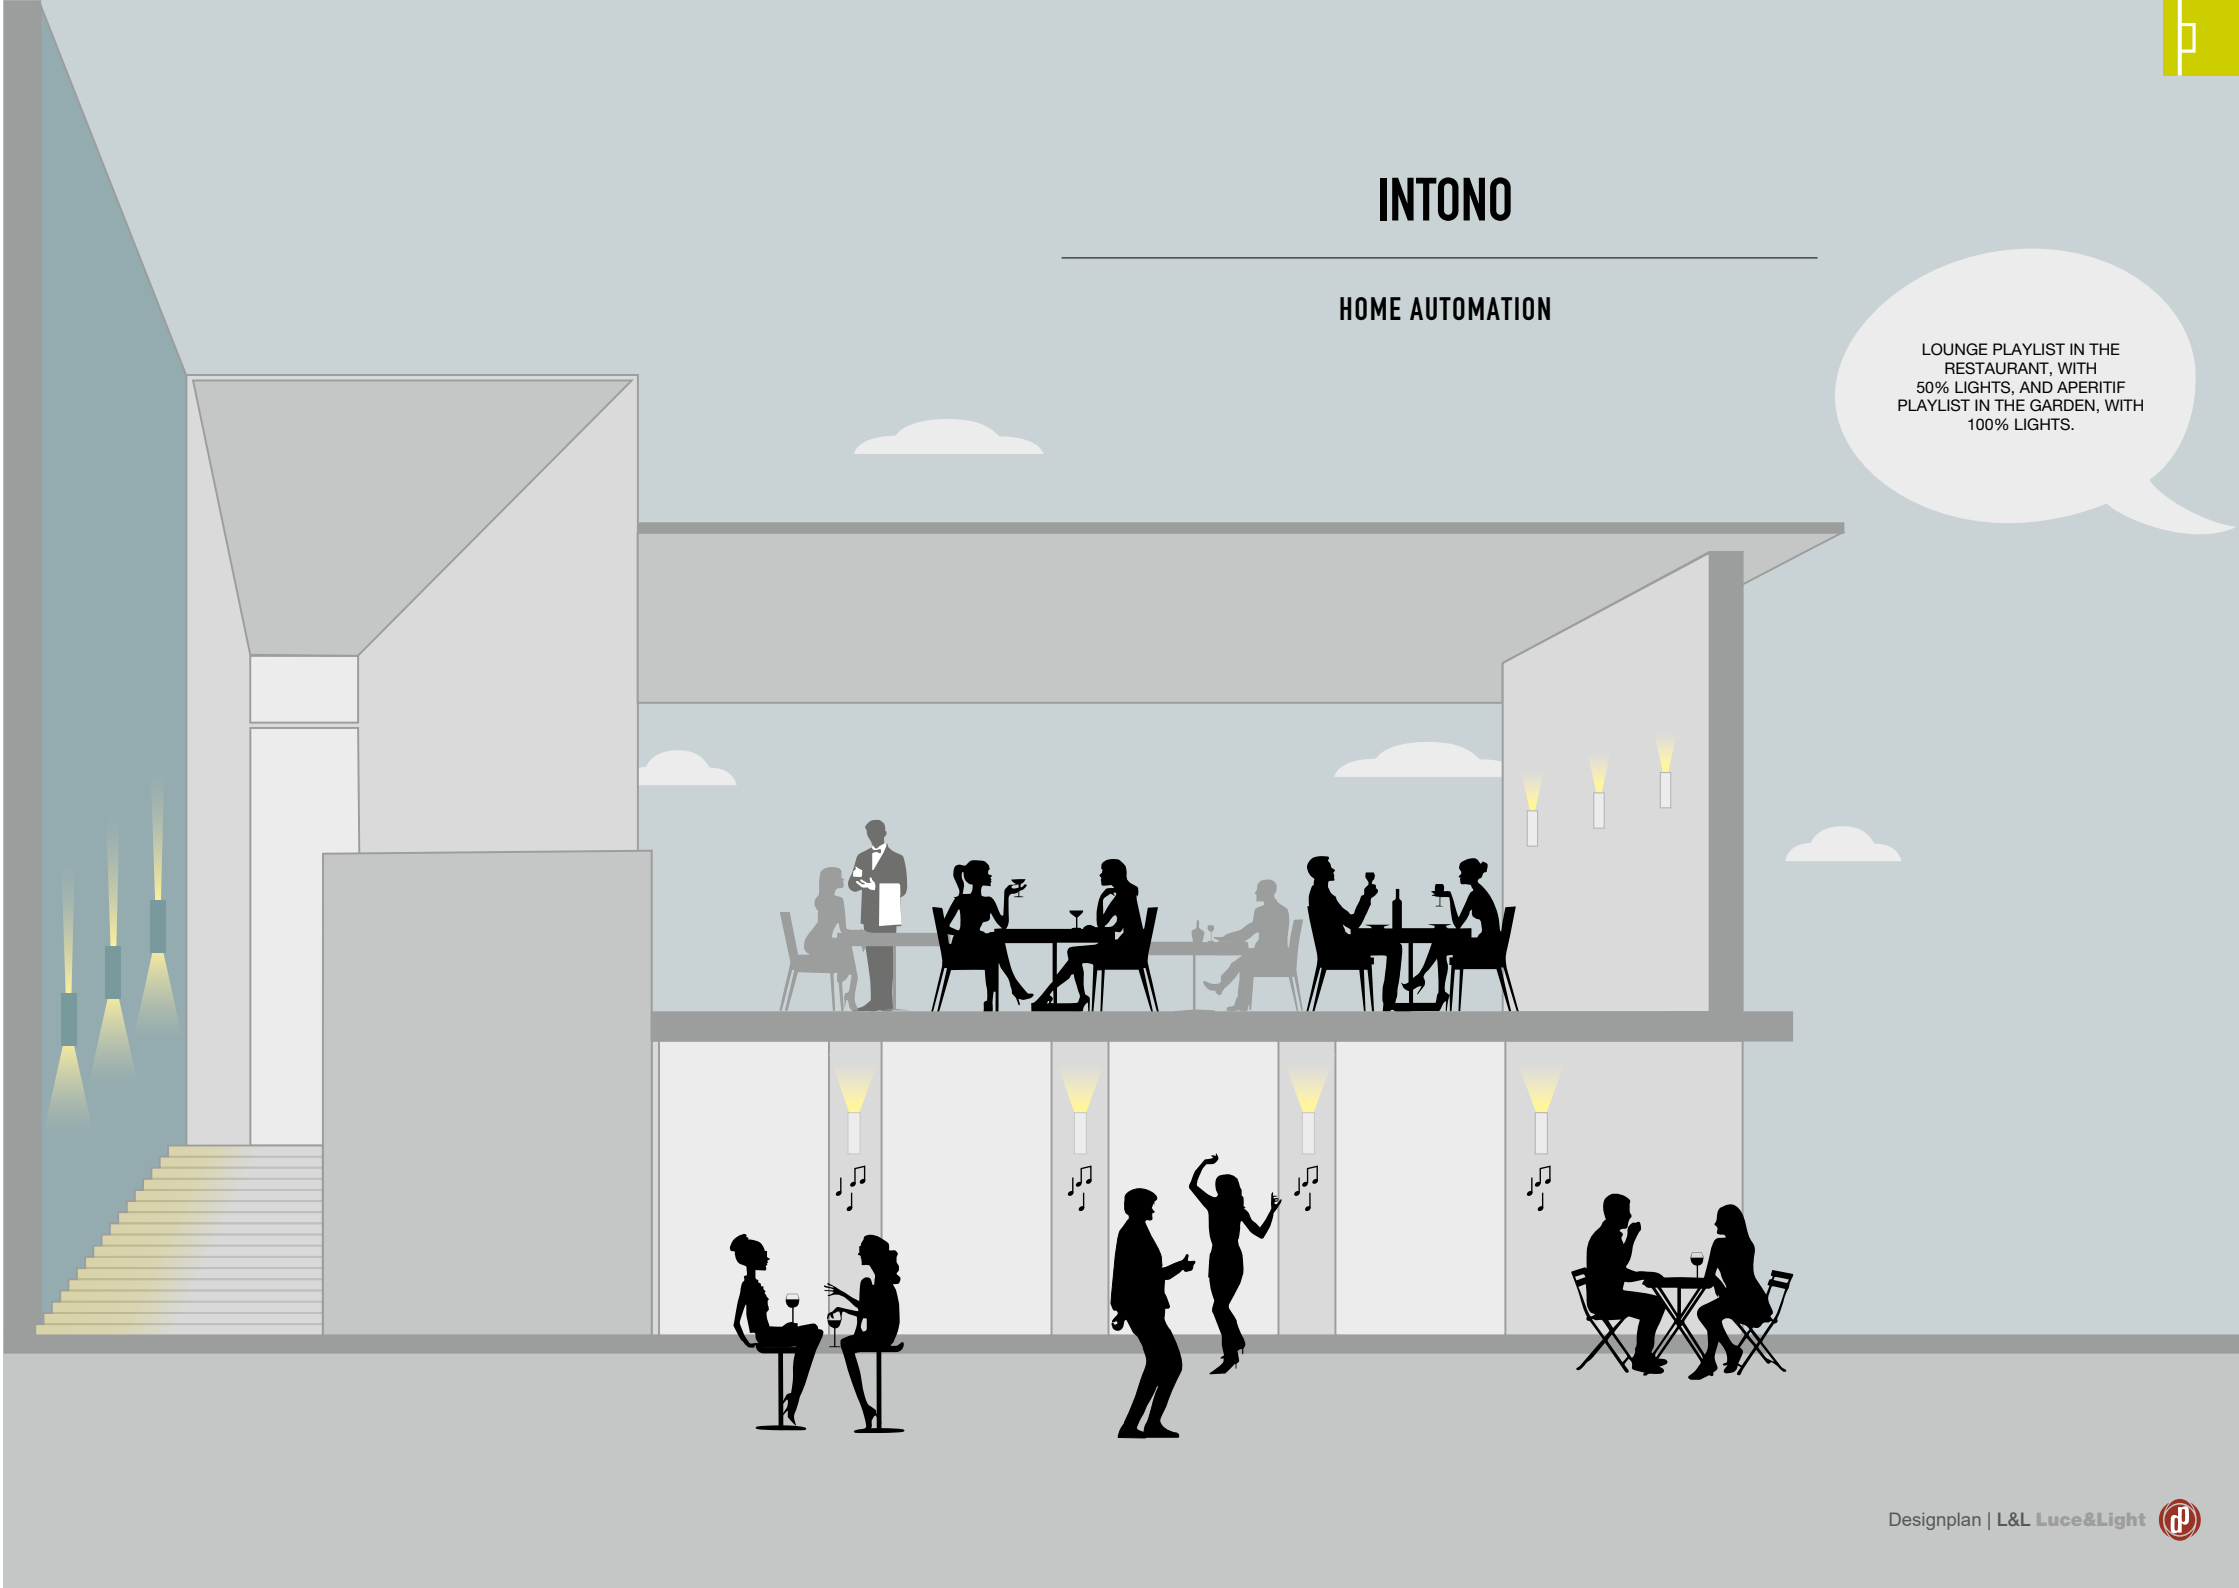 INTONO
HOME AUTOMATION
LOUNGE PLAYLIST IN THE
RESTAURANT, WITH
50% LIGHTS, AND APERITIF
PLAYLIST IN THE GARDEN, WITH
100% LIGHTS.
Designplan | L&L Luce&Light dp